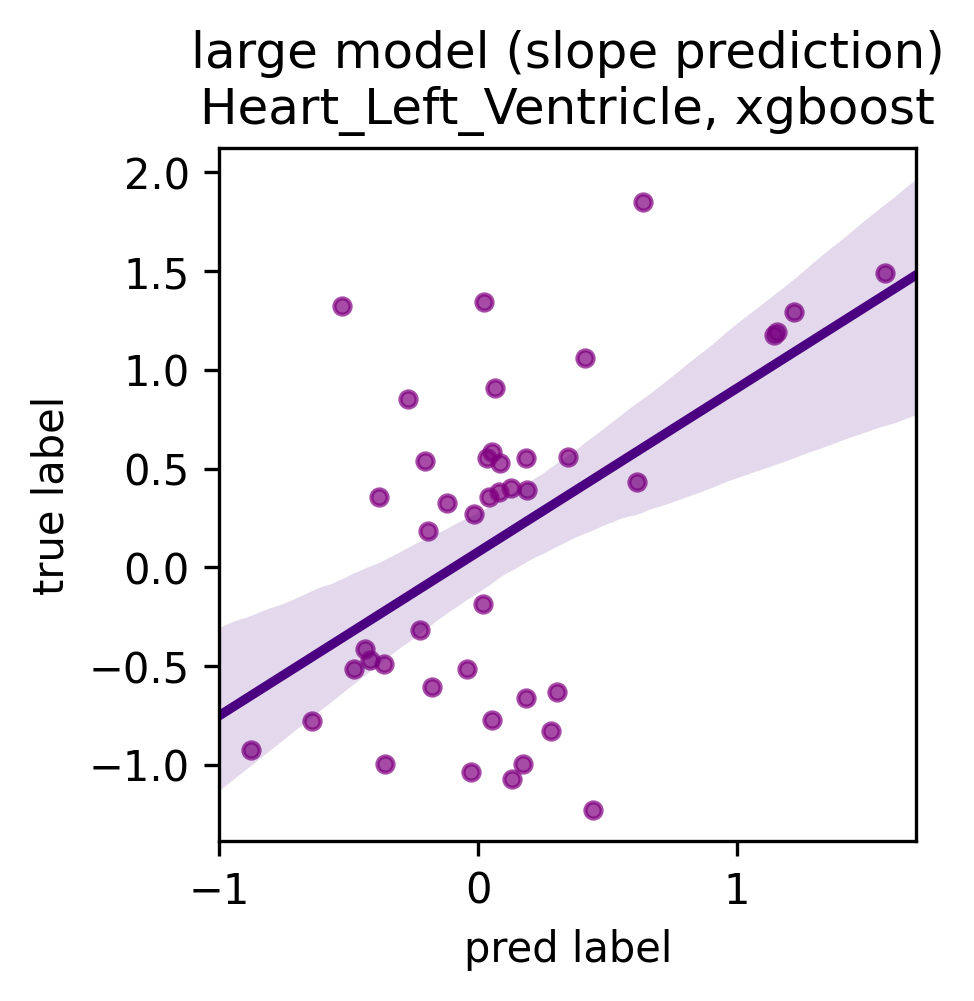 large model (slope prediction)
Heart_Left_Ventricle, xgboost
2.0
1.5
1.0
0.5
0.0
−0.5
−1.0
true label
−1
0
1
pred label